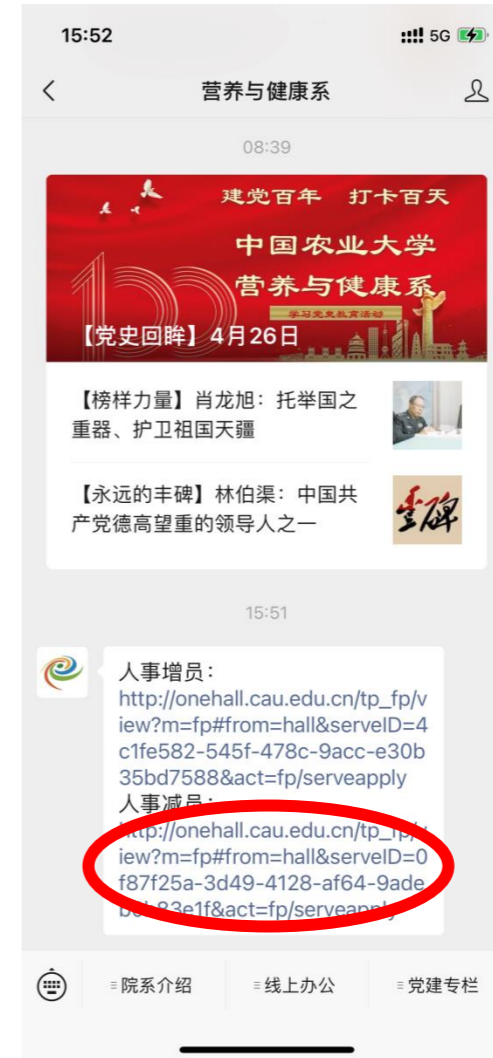 15:52
5G
营养与健康系
08:39
建党百年 打卡百天
中国农业大学
营养与健康系
学习党史教育活动
【党史回眸】4月26日
【榜样力量】肖龙旭：托举国之
重器、护卫祖国天疆
【永远的丰碑】林伯渠：中国共
产党德高望重的领导人之一
丰碑
15:51
人事增员：
http://onehall.cau.edu.cn/tp_fp/v
iew?m=fp#from=hall&serveID=4
c1fe582-545f-478c-9acc-e30b
35bd7588&act=fp/serveapply
人事减员：
http://onehall.cau.edu.cn/tp_fp/v
iew?m=fp#from=hall&serveID=0
f87f25a-3d49-4128-af64-9ade
&act=fp/serveapply
院系介绍
线上办公
党建专栏